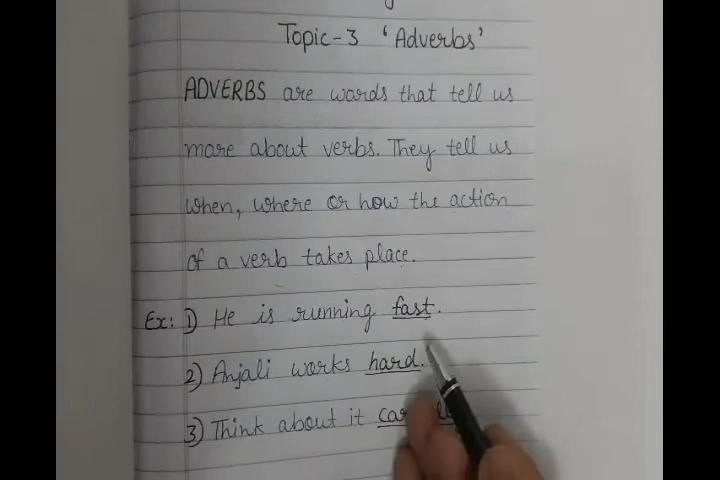 Topic-3 'Adverbs'
ADVERBS are words that tell us
more about verbs. They tell us
when, where or how the action
of a verb takes place.
Ex: 1) He is running fast.
2) Anjali works hard.
3) Think about it